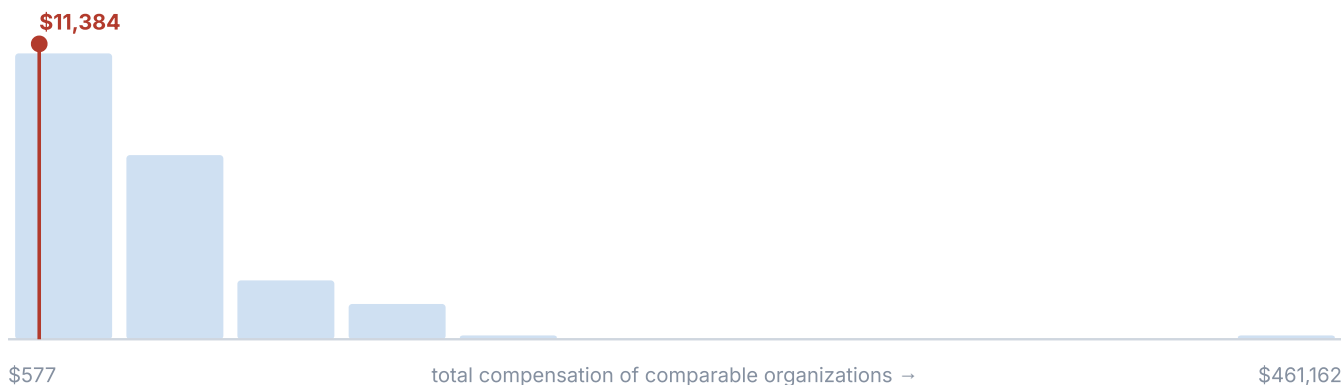 $11,384
$577 total compensation of comparable organizations → $461,162